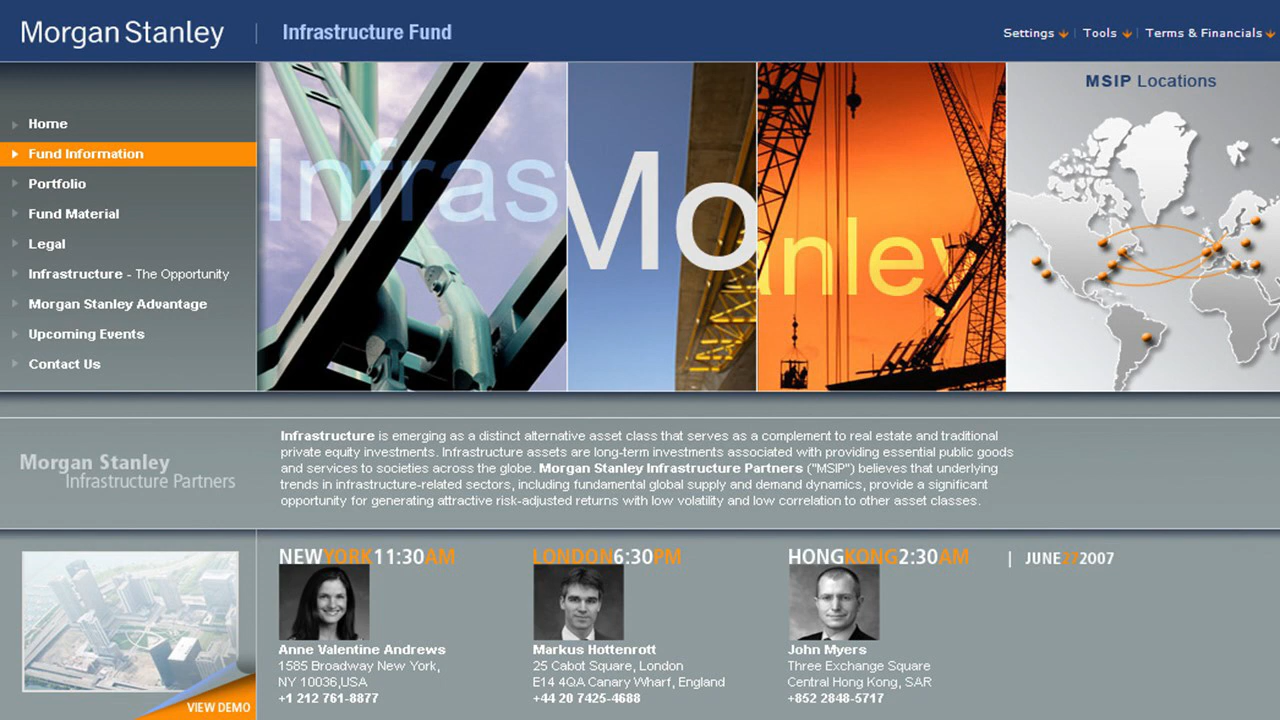 Morgan Stanley | Infrastructure Fund
Settings | Tools | Terms & Financials
Home
Fund Information
Portfolio
Fund Material
Legal
Infrastructure - The Opportunity
Morgan Stanley Advantage
Upcoming Events
Contact Us
Infras
Mo
anley
MSIP Locations
Morgan Stanley
Infrastructure Partners
Infrastructure is emerging as a distinct alternative asset class that serves as a complement to real estate and traditional
private equity investments. Infrastructure assets are long-term investments associated with providing essential public goods
and services to societies across the globe. Morgan Stanley Infrastructure Partners ("MSIP") believes that underlying
trends in infrastructure-related sectors, including fundamental global supply and demand dynamics, provide a significant
opportunity for generating attractive risk-adjusted returns with low volatility and low correlation to other asset classes.
NEWYORK11:30AM
LONDON6:30PM
HONGKONG2:30AM
| JUNE272007
Anne Valentine Andrews
1585 Broadway New York,
NY 10036,USA
+1 212 761-8877
Markus Hottenrott
25 Cabot Square, London
E14 4QA Canary Wharf, England
+44 20 7425-4688
John Myers
Three Exchange Square
Central Hong Kong, SAR
+852 2848-5717
VIEW DEMO